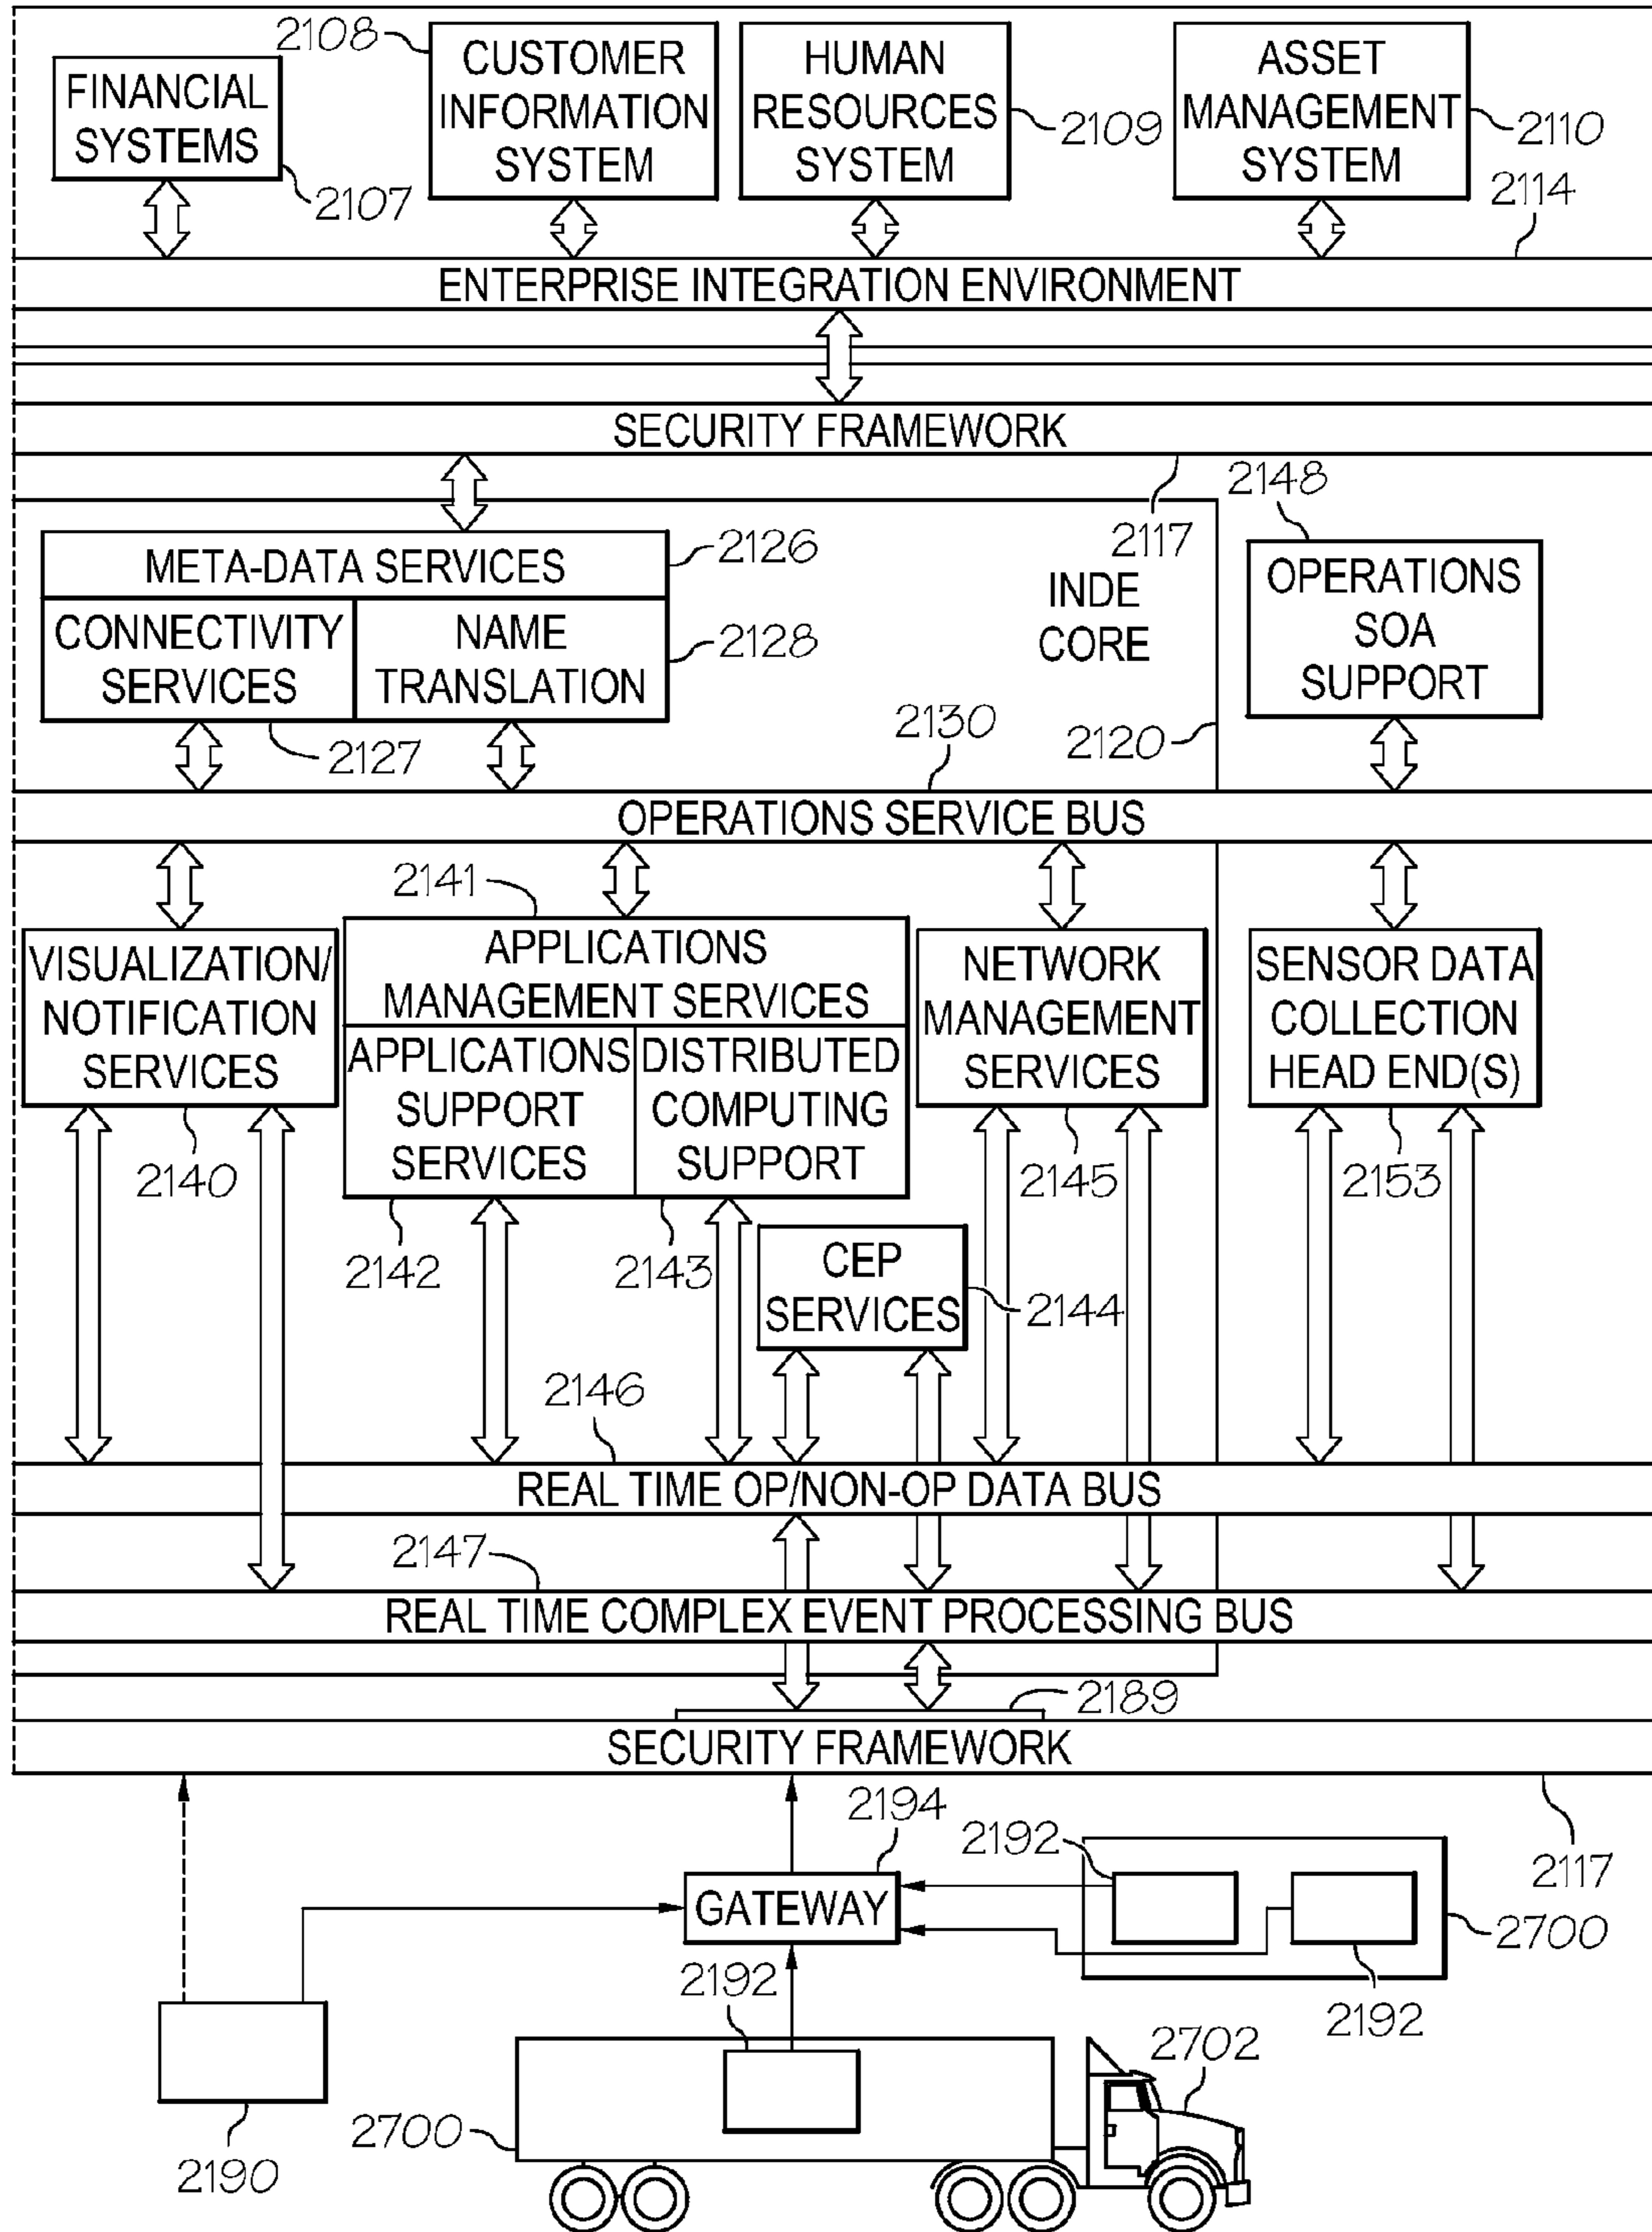 2108
FINANCIAL
SYSTEMS
2107
CUSTOMER
INFORMATION
SYSTEM
HUMAN
RESOURCES
SYSTEM
2109
ASSET
MANAGEMENT
SYSTEM
2110
2114
ENTERPRISE INTEGRATION ENVIRONMENT
SECURITY FRAMEWORK
2117
2148
META-DATA SERVICES
2126
CONNECTIVITY
SERVICES
2127
NAME
TRANSLATION
2128
INDE
CORE
2120
OPERATIONS
SOA
SUPPORT
2130
OPERATIONS SERVICE BUS
2141
VISUALIZATION/
NOTIFICATION
SERVICES
2140
APPLICATIONS
MANAGEMENT SERVICES
APPLICATIONS
SUPPORT
SERVICES
2142
DISTRIBUTED
COMPUTING
SUPPORT
2143
NETWORK
MANAGEMENT
SERVICES
2145
SENSOR DATA
COLLECTION
HEAD END(S)
2153
CEP
SERVICES
2144
2146
REAL TIME OP/NON-OP DATA BUS
2147
REAL TIME COMPLEX EVENT PROCESSING BUS
2189
SECURITY FRAMEWORK
2117
2194
GATEWAY
2192
2700
2192
2192
2702
2700
2190